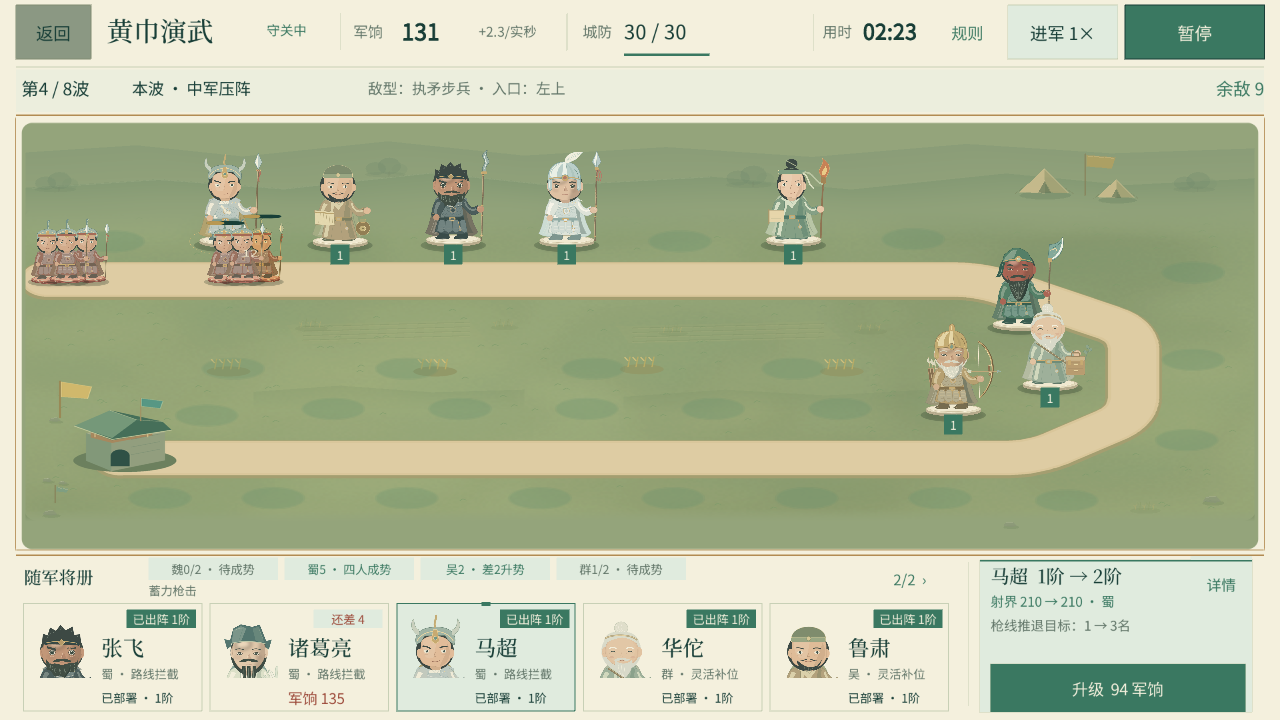 返回
黄巾演武
守关中
军饷 131 +2.3/实秒
城防 30 / 30
用时 02:23
规则
进军 1×
暂停
第4 / 8波
本波 · 中军压阵
敌型：执矛步兵 · 入口：左上
余敌 9
1
1
1
1
1
1
随军将册
魏0/2 · 待成势
蜀5 · 四人成势
吴2 · 差2升势
群1/2 · 待成势
蓄力枪击
2/2 ›
已出阵 1阶
张飞
蜀 · 路线拦截
已部署 · 1阶
还差 4
诸葛亮
蜀 · 路线拦截
军饷 135
已出阵 1阶
马超
蜀 · 路线拦截
已部署 · 1阶
已出阵 1阶
华佗
群 · 灵活补位
已部署 · 1阶
已出阵 1阶
鲁肃
吴 · 灵活补位
已部署 · 1阶
马超 1阶 → 2阶
详情
射界 210 → 210 · 蜀
枪线推退目标：1 → 3名
升级 94 军饷